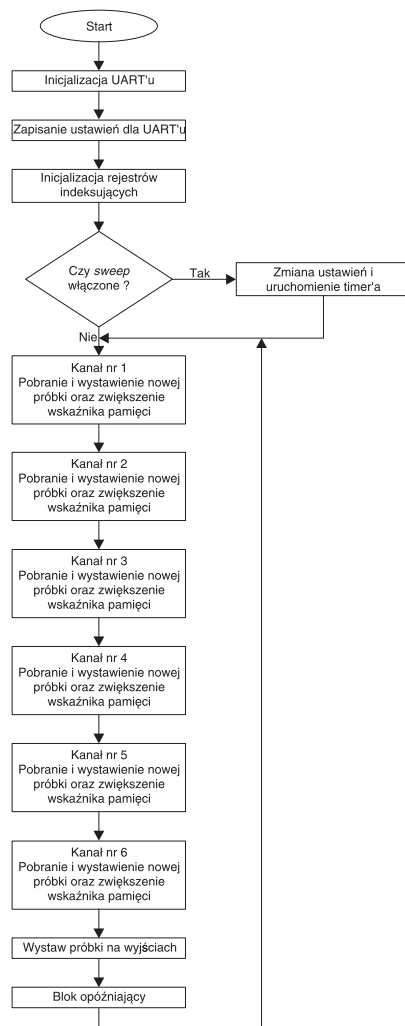 Start
Inicjalizacja UART'u
Zapisanie ustawień dla UART'u
Inicjalizacja rejestrów
indeksujących
Czy sweep
włączone ?
Tak
Zmiana ustawień i
uruchomienie timer'a
Nie
Kanał nr 1
Pobranie i wystawienie nowej
próbki oraz zwiększenie
wskaźnika pamięci
Kanał nr 2
Pobranie i wystawienie nowej
próbki oraz zwiększenie
wskaźnika pamięci
Kanał nr 3
Pobranie i wystawienie nowej
próbki oraz zwiększenie
wskaźnika pamięci
Kanał nr 4
Pobranie i wystawienie nowej
próbki oraz zwiększenie
wskaźnika pamięci
Kanał nr 5
Pobranie i wystawienie nowej
próbki oraz zwiększenie
wskaźnika pamięci
Kanał nr 6
Pobranie i wystawienie nowej
próbki oraz zwiększenie
wskaźnika pamięci
Wystaw próbki na wyjściach
Blok opóźniający